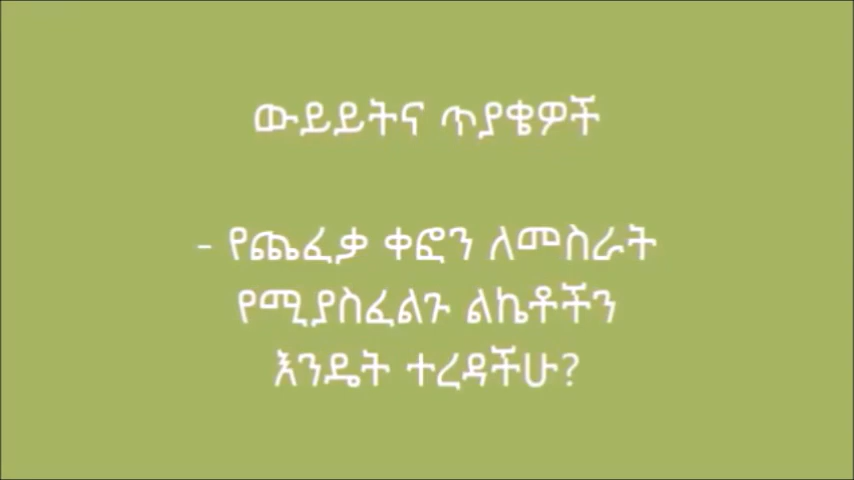 ውይይትና ጥያቄዎች
- የጨፈቃ ቀፎን ለመስራት
የሚያስፈልጉ ልኬቶችን
እንዴት ተረዳችሁ?